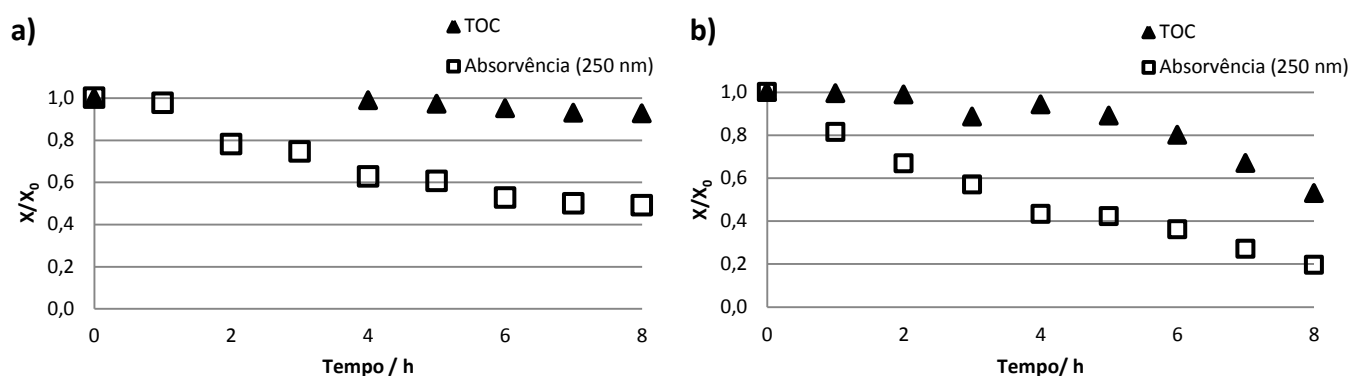 a)
TOC
Absorvência (250 nm)
1,0
0,8
0,6
0,4
0,2
0,0
X/X₀
0 2 4 6 8
Tempo / h
b)
TOC
Absorvência (250 nm)
1,0
0,8
0,6
0,4
0,2
0,0
X/X₀
0 2 4 6 8
Tempo/ h